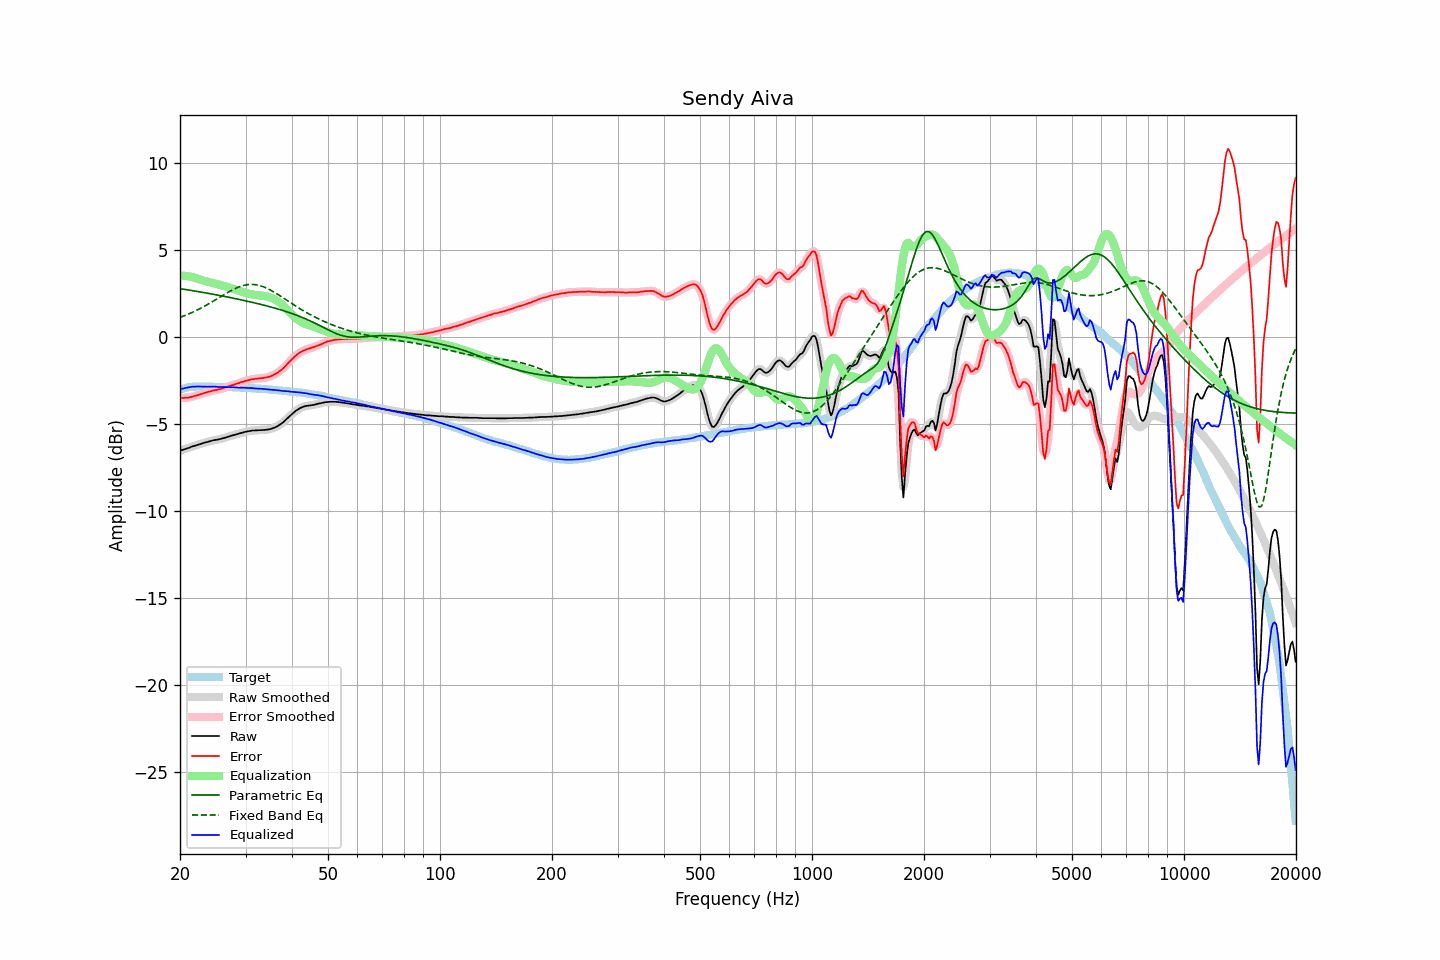 Sendy Aiva
Amplitude (dBr)
10
5
0
−5
−10
−15
−20
−25
Target
Raw Smoothed
Error Smoothed
Raw
Error
Equalization
Parametric Eq
Fixed Band Eq
Equalized
20 50 100 200 500 1000 2000 5000 10000 20000
Frequency (Hz)